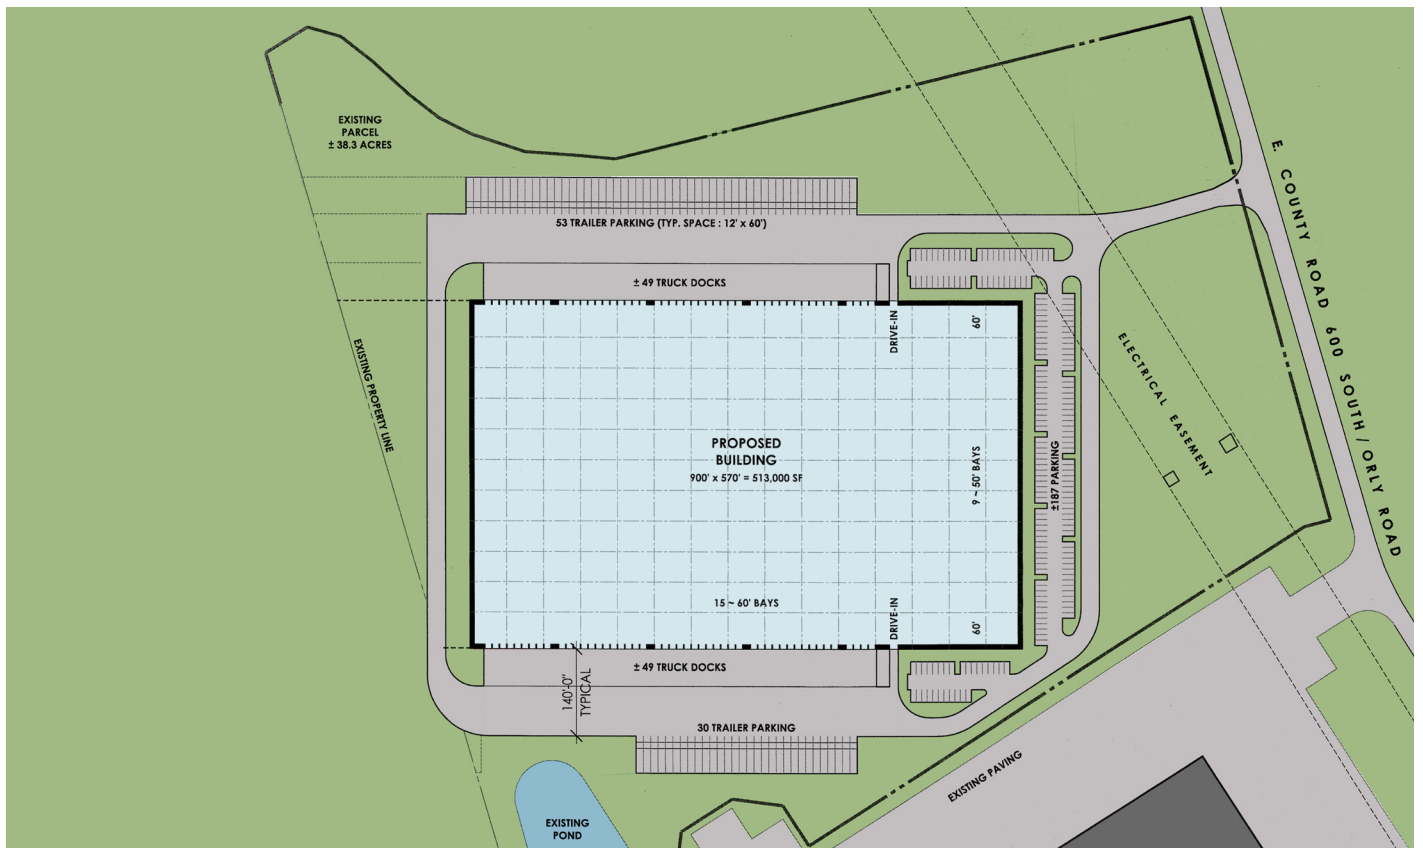 EXISTING
PARCEL
± 38.3 ACRES
53 TRAILER PARKING (TYP. SPACE : 12' x 60')
± 49 TRUCK DOCKS
DRIVE-IN
60'
E. COUNTY ROAD 600 SOUTH / ORLY ROAD
ELECTRICAL EASEMENT
EXISTING PROPERTY LINE
PROPOSED
BUILDING
900' x 570' = 513,000 SF
9 ~ 50' BAYS
±187 PARKING
15 ~ 60' BAYS
DRIVE-IN
60'
± 49 TRUCK DOCKS
140'-0"
TYPICAL
30 TRAILER PARKING
EXISTING PAVING
EXISTING
POND